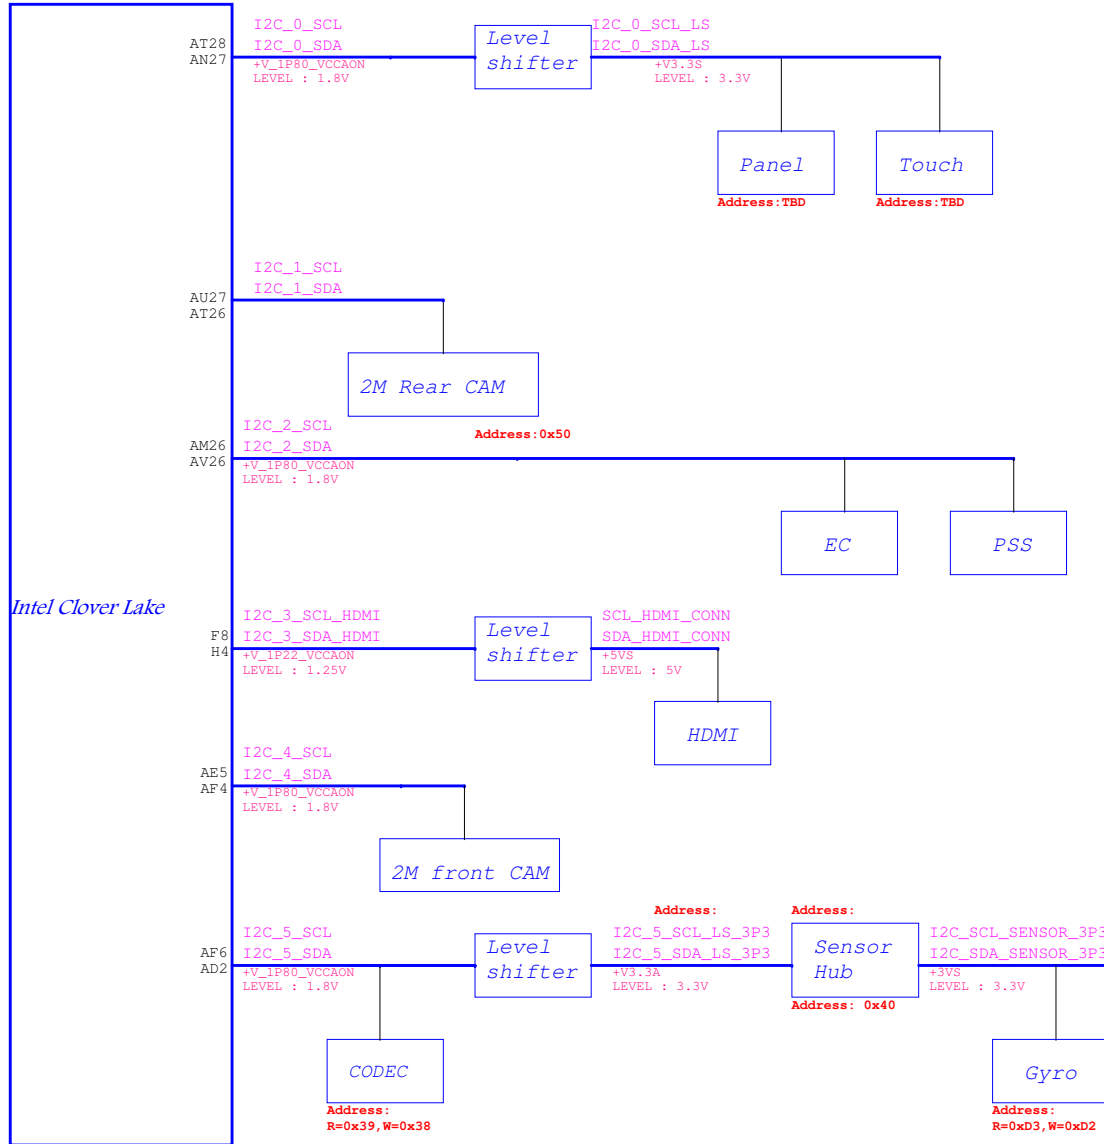 I2C_0_SCL
I2C_0_SDA
AT28
AN27
+V_1P80_VCCAON
LEVEL : 1.8V
Level
shifter
I2C_0_SCL_LS
I2C_0_SDA_LS
+V3.3S
LEVEL : 3.3V
Panel
Address:TBD
Touch
Address:TBD
I2C_1_SCL
I2C_1_SDA
AU27
AT26
2M Rear CAM
Address:0x50
I2C_2_SCL
I2C_2_SDA
AM26
AV26
+V_1P80_VCCAON
LEVEL : 1.8V
EC
PSS
Intel Clover Lake
I2C_3_SCL_HDMI
I2C_3_SDA_HDMI
F8
H4
+V_1P22_VCCAON
LEVEL : 1.25V
Level
shifter
SCL_HDMI_CONN
SDA_HDMI_CONN
+5VS
LEVEL : 5V
HDMI
I2C_4_SCL
I2C_4_SDA
AE5
AF4
+V_1P80_VCCAON
LEVEL : 1.8V
2M front CAM
I2C_5_SCL
I2C_5_SDA
AF6
AD2
+V_1P80_VCCAON
LEVEL : 1.8V
Level
shifter
Address:
I2C_5_SCL_LS_3P3
I2C_5_SDA_LS_3P3
+V3.3A
LEVEL : 3.3V
Address:
Sensor
Hub
Address: 0x40
I2C_SCL_SENSOR_3P3
I2C_SDA_SENSOR_3P3
+3VS
LEVEL : 3.3V
CODEC
Address:
R=0x39,W=0x38
Gyro
Address:
R=0xD3,W=0xD2